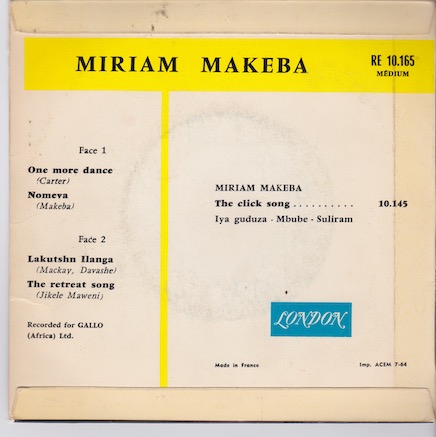 MIRIAM MAKEBA
RE 10.165
MÉDIUM
Face 1
One more dance
(Carter)
Nomeva
(Makeba)
Face 2
Lakutshn Ilanga
(Mackay, Davashe)
The retreat song
(Jikele Maweni)
Recorded for GALLO
(Africa) Ltd.
MIRIAM MAKEBA
The click song .......... 10.145
Iya guduza - Mbube - Suliram
LONDON
Made in France
Imp. ACEM 7-64